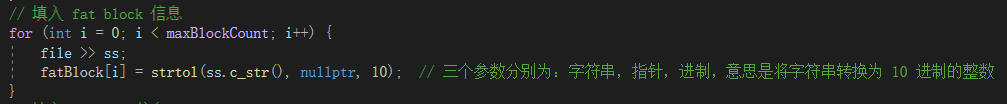 // 填入 fat block 信息
for (int i = 0; i < maxBlockCount; i++) {
file >> ss;
fatBlock[i] = strtol(ss.c_str(), nullptr, 10);  // 三个参数分别为：字符串，指针，进制，意思是将字符串转换为 10 进制的整数
}